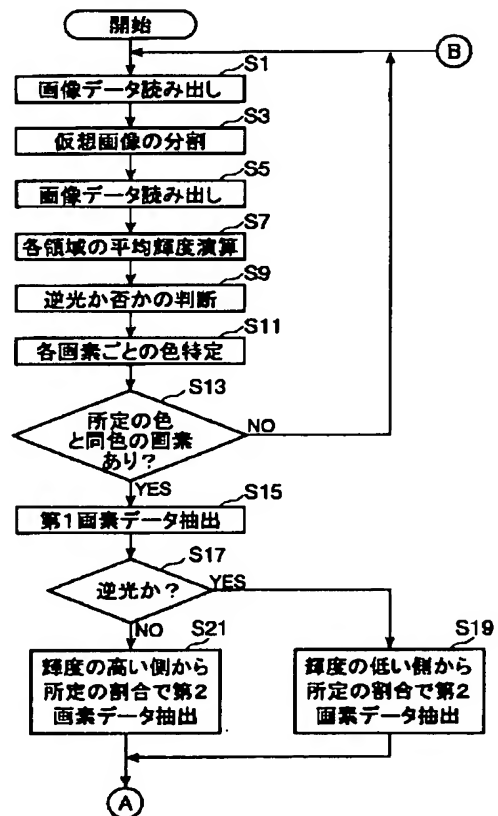 開始
B
S1
画像データ読み出し
S3
仮想画像の分割
S5
画像データ読み出し
S7
各領域の平均輝度演算
S9
逆光か否かの判断
S11
各画素ごとの色特定
S13
所定の色
と同色の画素
あり?
NO
YES
S15
第1画素データ抽出
S17
逆光か?
YES
NO
S21
輝度の高い側から
所定の割合で第2
画素データ抽出
S19
輝度の低い側から
所定の割合で第2
画素データ抽出
A